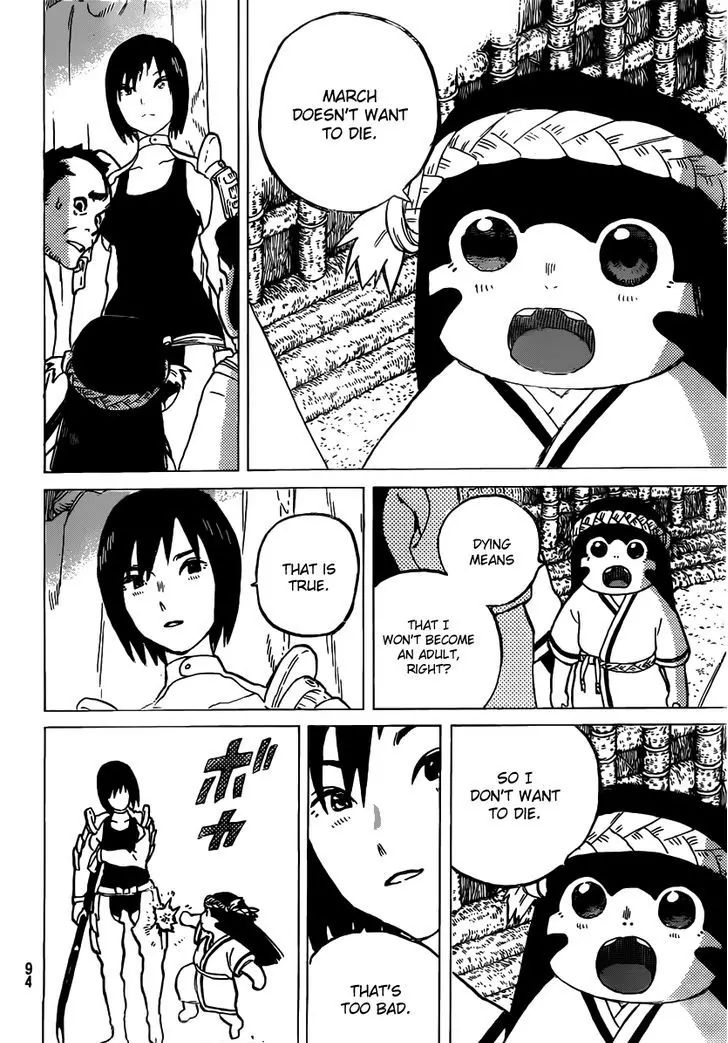 MARCH
DOESN'T WANT
TO DIE.
DYING
MEANS
THAT I
WON'T BECOME
AN ADULT,
RIGHT?
THAT IS
TRUE.
SO I
DON'T WANT
TO DIE.
THAT'S
TOO BAD.
ボカ
94